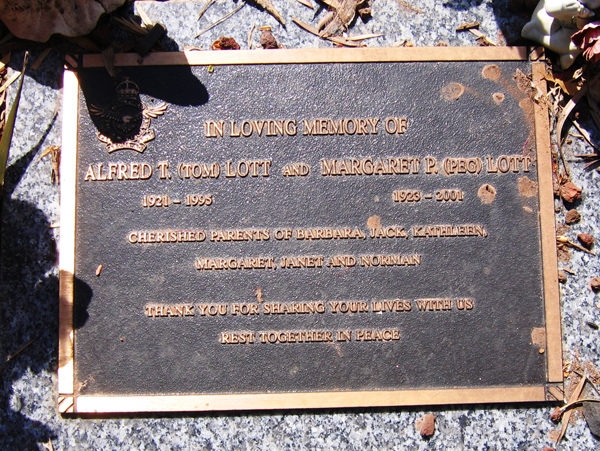 IN LOVING MEMORY OF
ALFRED T. (TOM) LOTT AND MARGARET P. (PEG) LOTT
1921 – 1995 1923 – 2001
CHERISHED PARENTS OF BARBARA, JACK, KATHLEEN,
MARGARET, JANET AND NORMAN
THANK YOU FOR SHARING YOUR LIVES WITH US
REST TOGETHER IN PEACE